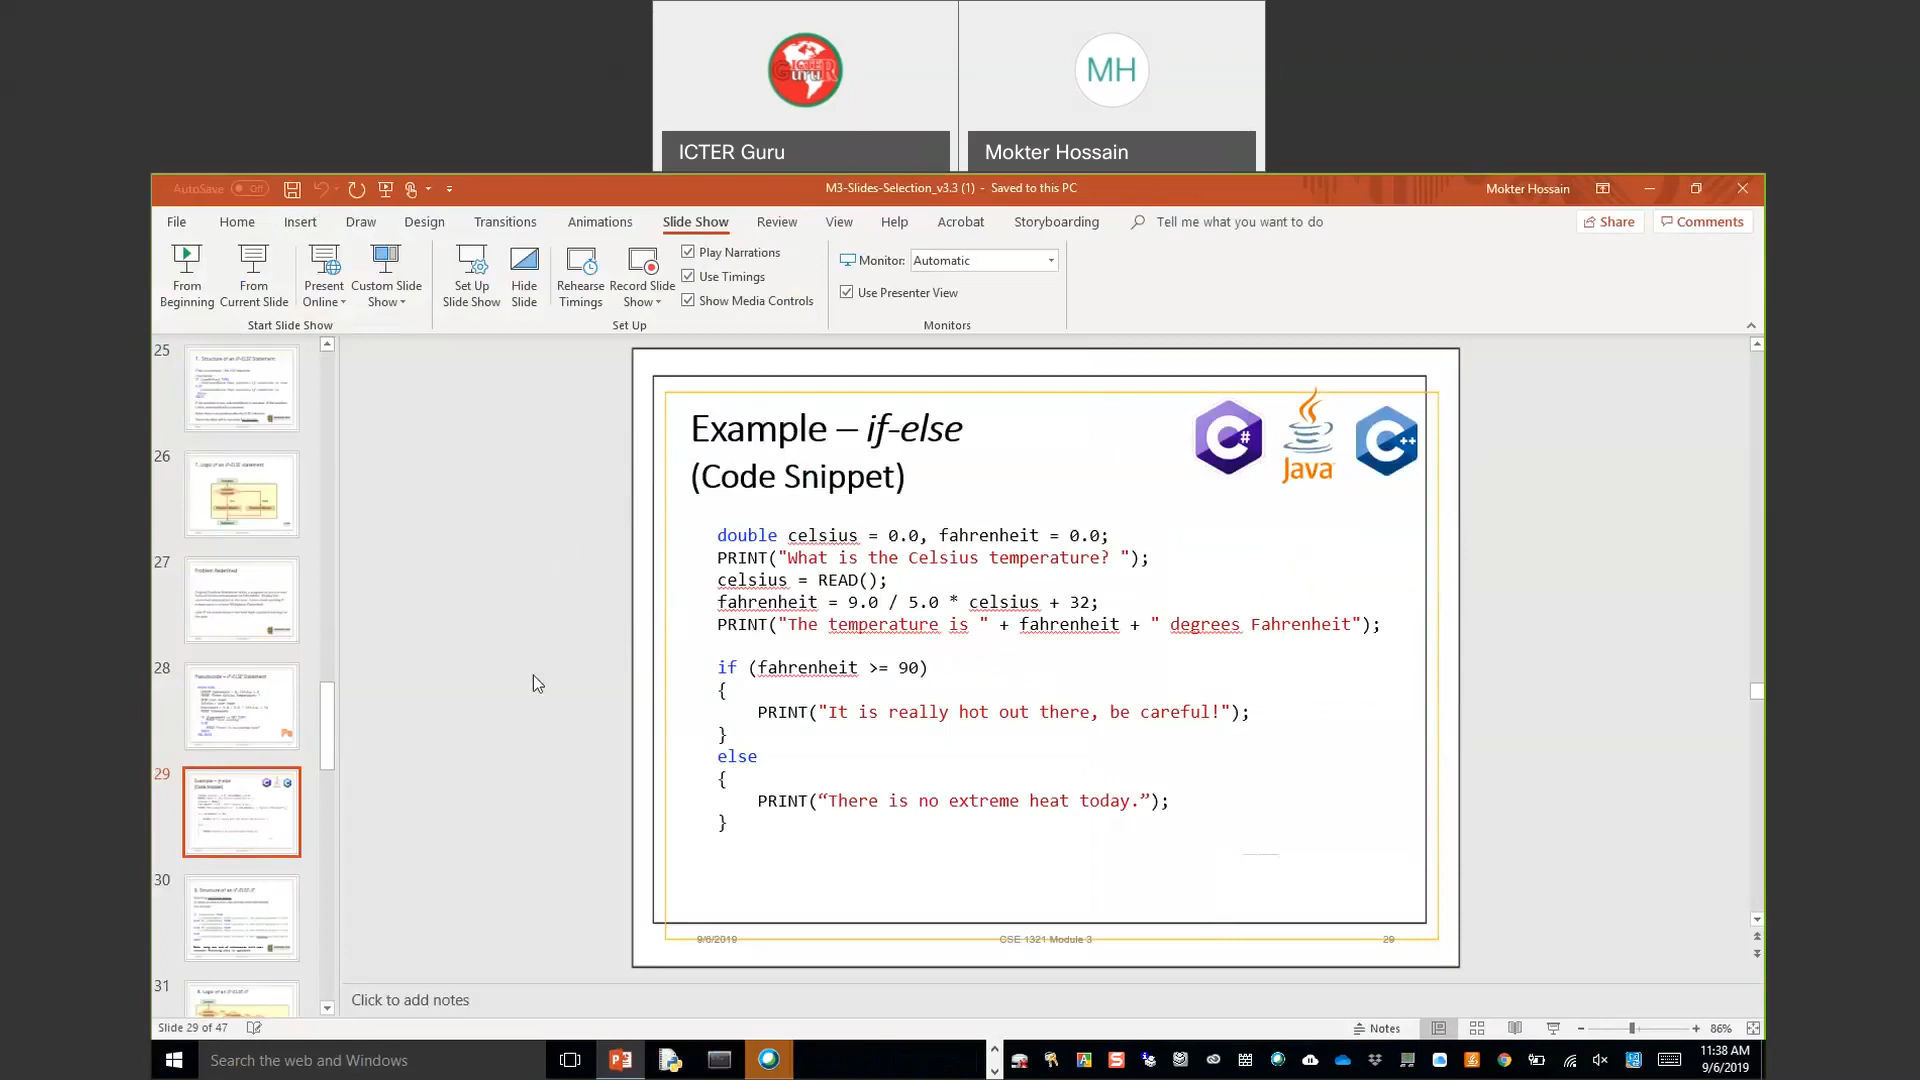 ICTER Guru
MH
ICTER Guru
Mokter Hossain
AutoSave Off
M3-Slides-Selection_v3.3 (1) - Saved to this PC
Mokter Hossain
File Home Insert Draw Design Transitions Animations Slide Show Review View Help Acrobat Storyboarding Tell me what you want to do
Share Comments
From Beginning
From Current Slide
Present Online
Custom Slide Show
Set Up Slide Show
Hide Slide
Rehearse Timings
Record Slide Show
Play Narrations
Use Timings
Show Media Controls
Monitor: Automatic
Use Presenter View
Start Slide Show Set Up Monitors
25
26
27
28
29
30
31
Example – if-else
(Code Snippet)
C#
Java
C++
double celsius = 0.0, fahrenheit = 0.0;
PRINT("What is the Celsius temperature? ");
celsius = READ();
fahrenheit = 9.0 / 5.0 * celsius + 32;
PRINT("The temperature is " + fahrenheit + " degrees Fahrenheit");
if (fahrenheit >= 90)
{
PRINT("It is really hot out there, be careful!");
}
else
{
PRINT(“There is no extreme heat today.”);
}
9/6/2019 CSE 1321 Module 3 29
Click to add notes
Slide 29 of 47
Notes
86%
Search the web and Windows
11:38 AM
9/6/2019